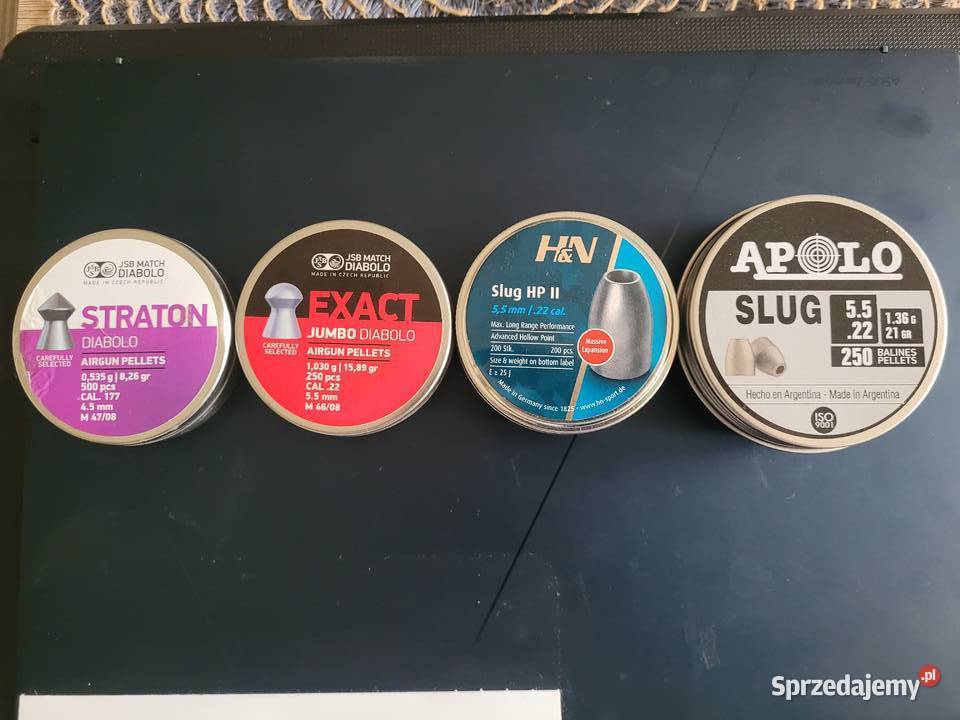 JSB MATCH
DIABOLO
MADE IN CZECH REPUBLIC
STRATON
DIABOLO
CAREFULLY
SELECTED
AIRGUN PELLETS
0,535 g | 8,26 gr
500 pcs
CAL. 177
4.5 mm
M 47/08
JSB MATCH
DIABOLO
MADE IN CZECH REPUBLIC
EXACT
JUMBO DIABOLO
CAREFULLY
SELECTED
AIRGUN PELLETS
1,030 g | 15,89 gr
250 pcs
CAL. .22
5.5 mm
M 46/08
H&N
Slug HP II
5,5 mm / .22 cal.
Max. Long Range Performance
Advanced Hollow Point
200 Stk. 200 pcs.
Size & weight on bottom label
E ≥ 25 J
Massive
Expansion
Made in Germany since 1825 • www.hn-sport.de
APOLO
SLUG
5.5
.22
1.36 G
21 GR
250 BALINES
PELLETS
Hecho en Argentina - Made in Argentina
ISO
9001
Sprzedajemy.pl